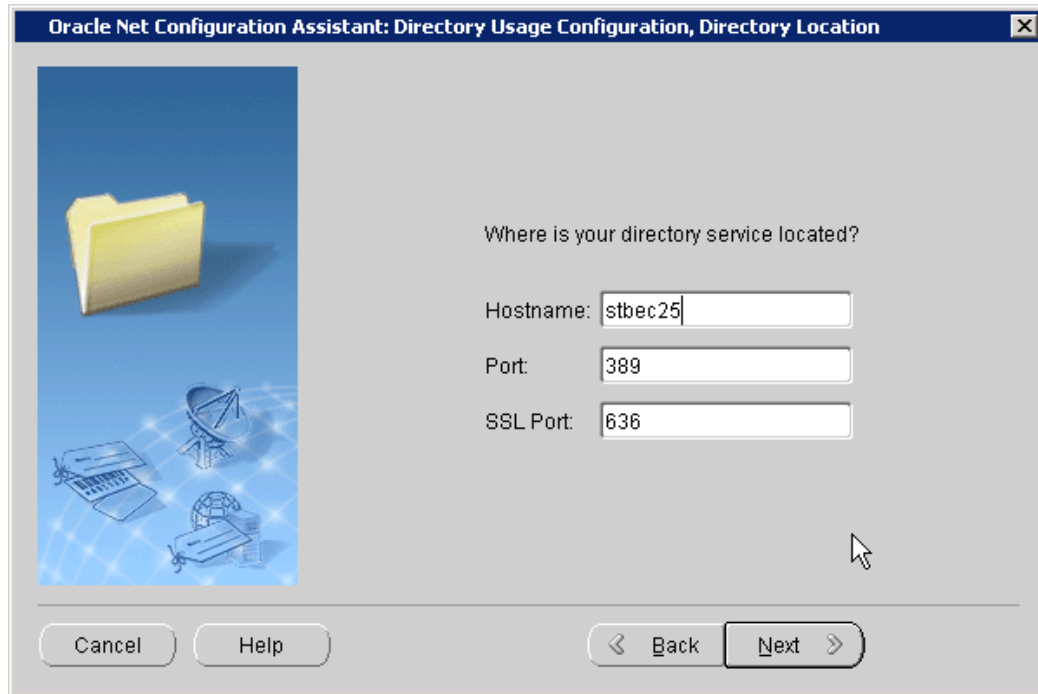 Oracle Net Configuration Assistant: Directory Usage Configuration, Directory Location
Where is your directory service located?
Hostname: stbec25
Port: 389
SSL Port: 636
Cancel Help Back Next